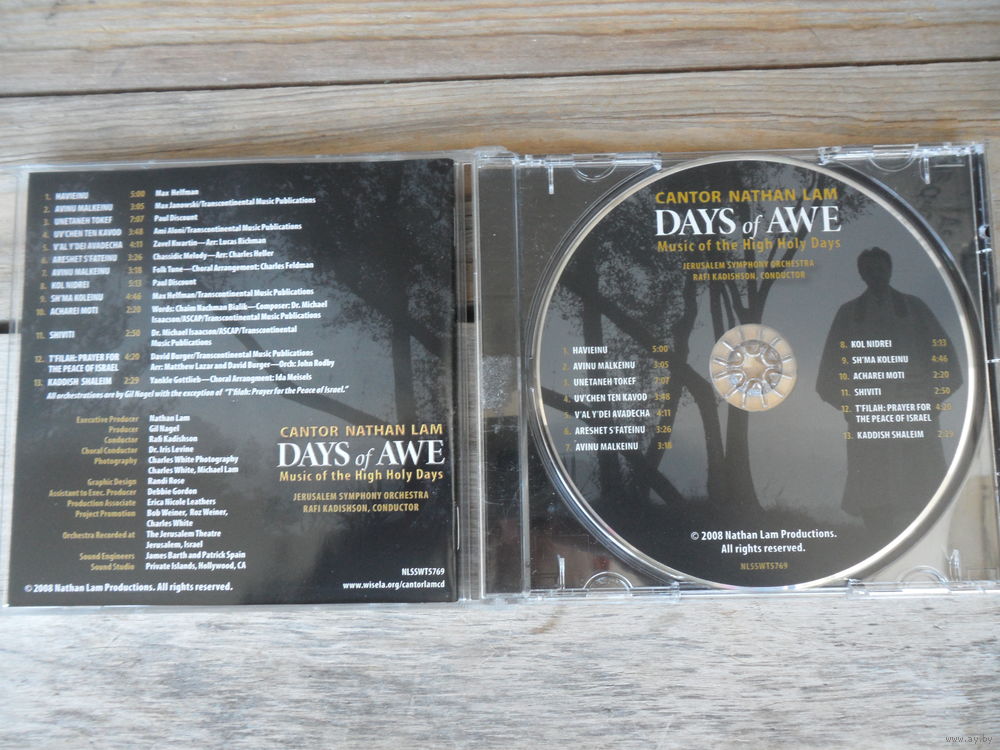 1. HAVIEINU 5:00 Max Helfman
2. AVINU MALKEINU 3:05 Max Janowski/Transcontinental Music Publications
3. UNETANEH TOKEF 7:07 Paul Discount
4. UV'CHEN TEN KAVOD 3:48 Ami Aloni/Transcontinental Music Publications
5. V'AL Y'DEI AVADECHA 4:11 Zavel Kwartin—Arr: Lucas Richman
6. ARESHET S'FATEINU 3:26 Chassidic Melody—Arr: Charles Heller
7. AVINU MALKEINU 3:18 Folk Tune—Choral Arrangement: Charles Feldman
8. KOL NIDREI 5:13 Paul Discount
9. SH'MA KOLEINU 4:46 Max Helfman/Transcontinental Music Publications
10. ACHAREI MOTI 2:20 Words: Chaim Nachman Bialik—Composer: Dr. Michael
Isaacson/ASCAP/Transcontinental Music Publications
11. SHIVITI 2:50 Dr. Michael Isaacson/ASCAP/Transcontinental
Music Publications
12. T'FILAH: PRAYER FOR 4:20 David Burger/Transcontinental Music Publications
THE PEACE OF ISRAEL Arr: Matthew Lazar and David Burger—Orch: John Rodby
13. KADDISH SHALEIM 2:29 Yankle Gottlieb—Choral Arrangement: Ida Meisels
All orchestrations are by Gil Nagel with the exception of "T'filah: Prayer for the Peace of Israel."
Executive Producer Nathan Lam
Producer Gil Nagel
Conductor Rafi Kadishson
Choral Conductor Dr. Iris Levine
Photography Charles White Photography
Charles White, Michael Lam
Graphic Design Randi Rose
Assistant to Exec. Producer Debbie Gordon
Production Associate Erica Nicole Leathers
Project Promotion Bob Weiner, Roz Weiner,
Charles White
Orchestra Recorded at The Jerusalem Theatre
Jerusalem, Israel
Sound Engineers James Barth and Patrick Spain
Sound Studio Private Islands, Hollywood, CA
© 2008 Nathan Lam Productions. All rights reserved.
CANTOR NATHAN LAM
DAYS of AWE
Music of the High Holy Days
JERUSALEM SYMPHONY ORCHESTRA
RAFI KADISHSON, CONDUCTOR
NLSSWT5769
www.wisela.org/cantorlamcd
CANTOR NATHAN LAM
DAYS of AWE
Music of the High Holy Days
JERUSALEM SYMPHONY ORCHESTRA
RAFI KADISHSON, CONDUCTOR
1. HAVIEINU 5:00
2. AVINU MALKEINU 3:05
3. UNETANEH TOKEF 7:07
4. UV'CHEN TEN KAVOD 3:48
5. V'AL Y'DEI AVADECHA 4:11
6. ARESHET S'FATEINU 3:26
7. AVINU MALKEINU 3:18
8. KOL NIDREI 5:13
9. SH'MA KOLEINU 4:46
10. ACHAREI MOTI 2:20
11. SHIVITI 2:50
12. T'FILAH: PRAYER FOR 4:20
THE PEACE OF ISRAEL
13. KADDISH SHALEIM 2:29
© 2008 Nathan Lam Productions.
All rights reserved.
NLSSWT5769
www.ay.by